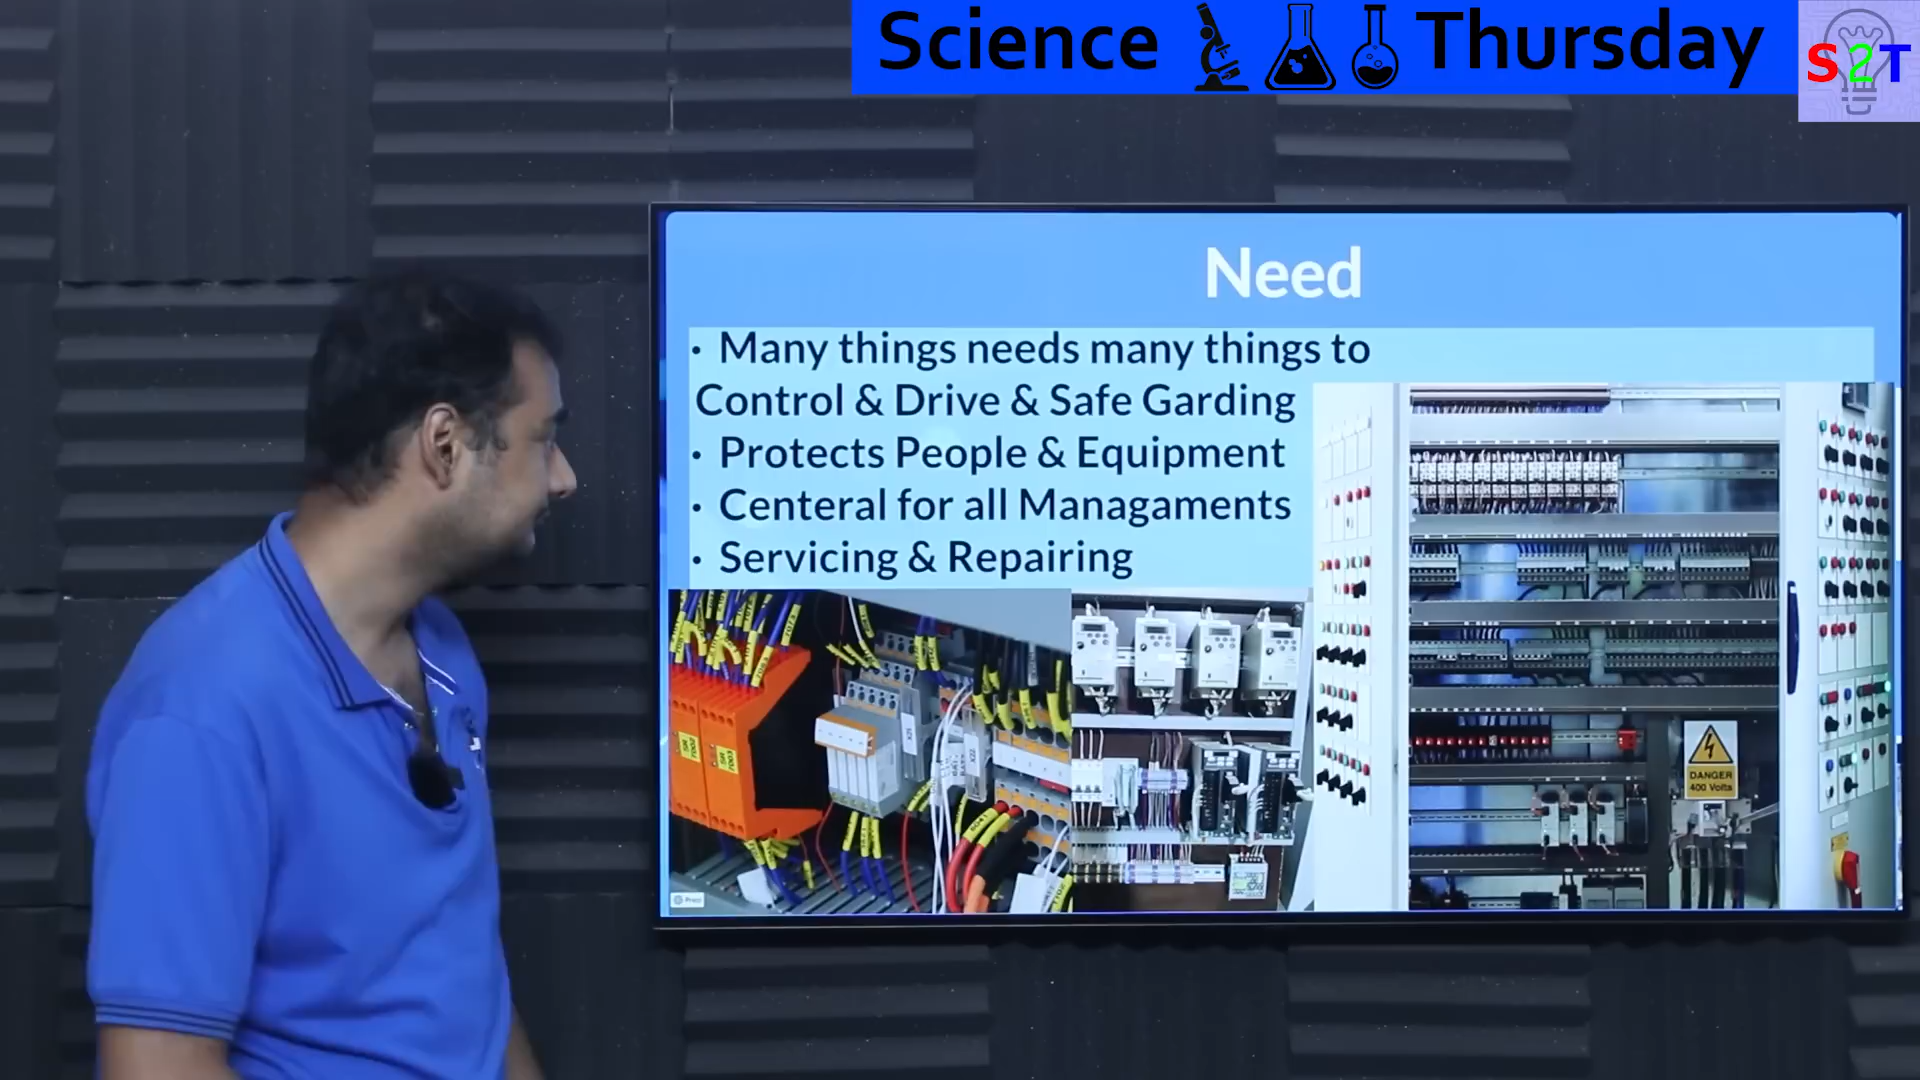 Science Thursday
S2T
Need
• Many things needs many things to
Control & Drive & Safe Garding
• Protects People & Equipment
• Centeral for all Managaments
• Servicing & Repairing
DANGER
400 Volts
Prezi